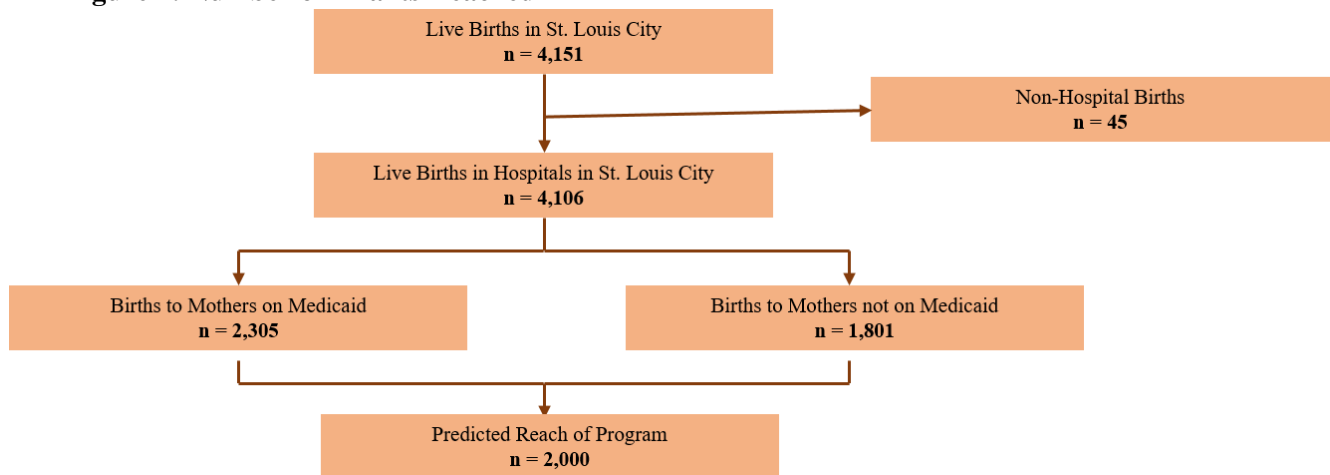 Live Births in St. Louis City
n = 4,151
Non-Hospital Births
n = 45
Live Births in Hospitals in St. Louis City
n = 4,106
Births to Mothers on Medicaid
n = 2,305
Births to Mothers not on Medicaid
n = 1,801
Predicted Reach of Program
n = 2,000